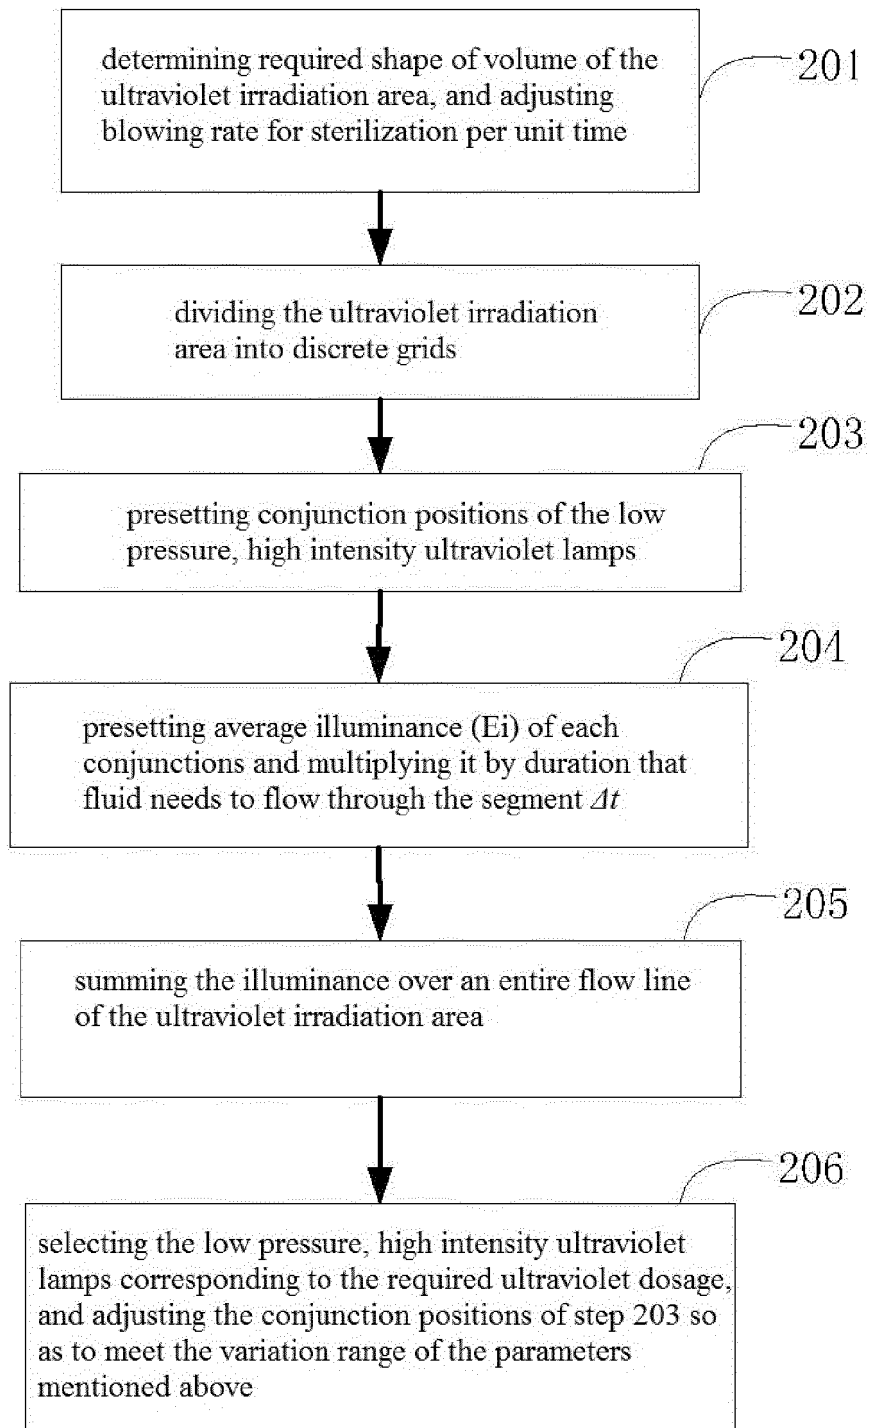 determining required shape of volume of the
ultraviolet irradiation area, and adjusting
blowing rate for sterilization per unit time
201
dividing the ultraviolet irradiation
area into discrete grids
202
203
presetting conjunction positions of the low
pressure, high intensity ultraviolet lamps
204
presetting average illuminance (Ei) of each
conjunctions and multiplying it by duration that
fluid needs to flow through the segment Δt
205
summing the illuminance over an entire flow line
of the ultraviolet irradiation area
206
selecting the low pressure, high intensity ultraviolet
lamps corresponding to the required ultraviolet dosage,
and adjusting the conjunction positions of step 203 so
as to meet the variation range of the parameters
mentioned above